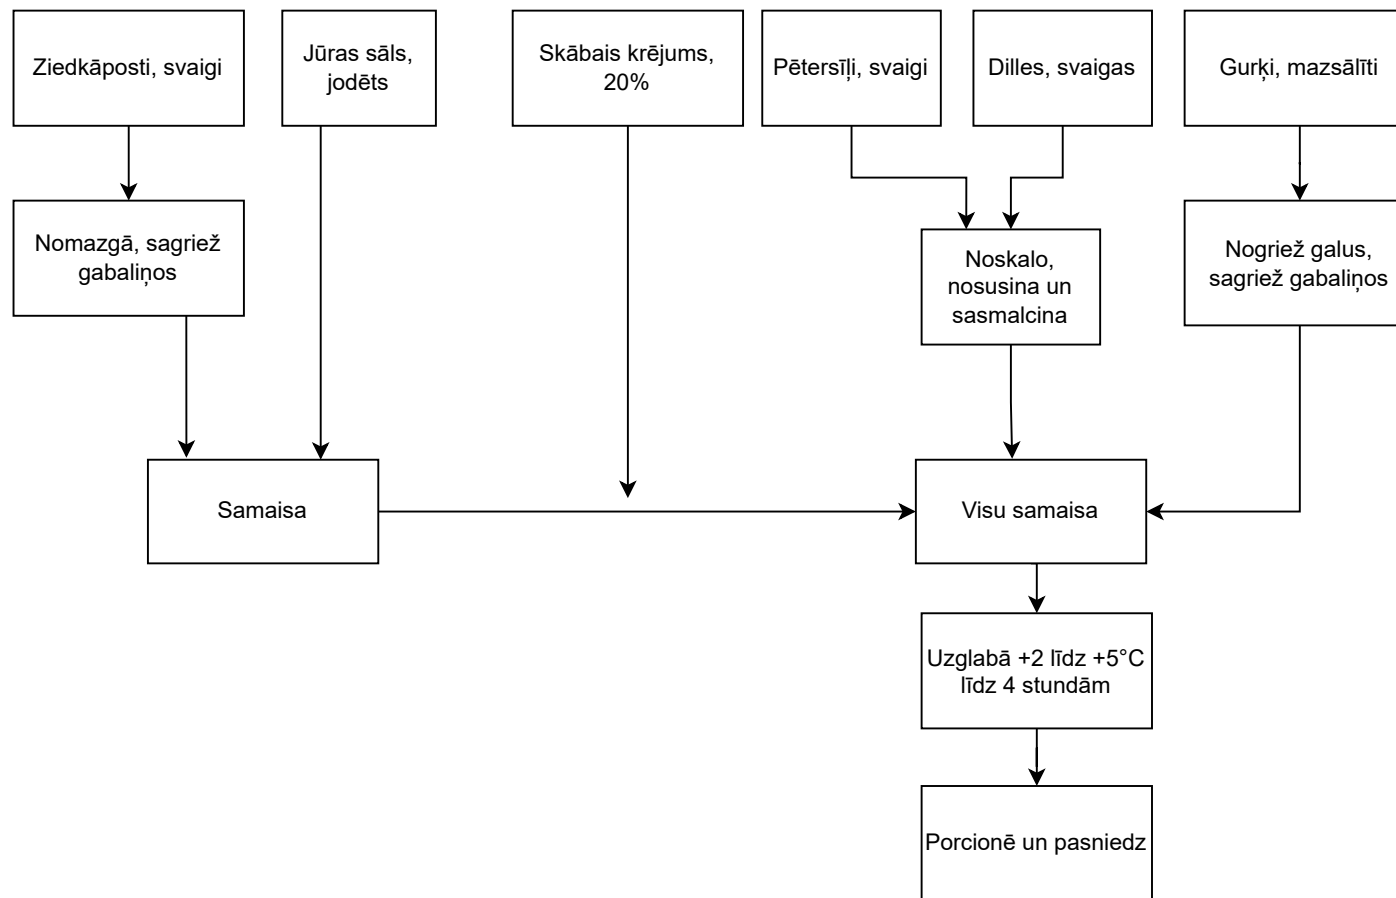 Ziedkāposti, svaigi
Jūras sāls,
jodēts
Skābais krējums,
20%
Pētersīļi, svaigi
Dilles, svaigas
Gurķi, mazsālīti
Nomazgā, sagriež
gabaliņos
Noskalo,
nosusina un
sasmalcina
Nogriež galus,
sagriež gabaliņos
Samaisa
Visu samaisa
Uzglabā +2 līdz +5°C
līdz 4 stundām
Porcionē un pasniedz